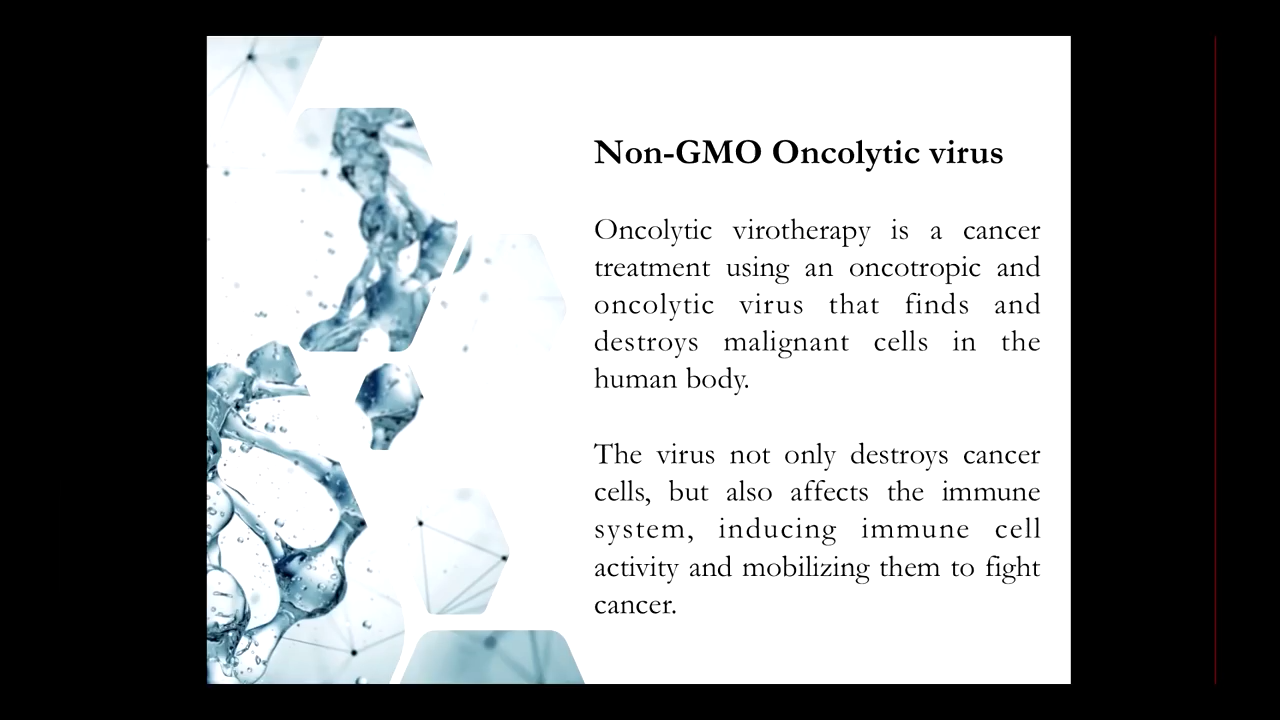 Non-GMO Oncolytic virus
Oncolytic virotherapy is a cancer
treatment using an oncotropic and
oncolytic virus that finds and
destroys malignant cells in the
human body.
The virus not only destroys cancer
cells, but also affects the immune
system, inducing immune cell
activity and mobilizing them to fight
cancer.